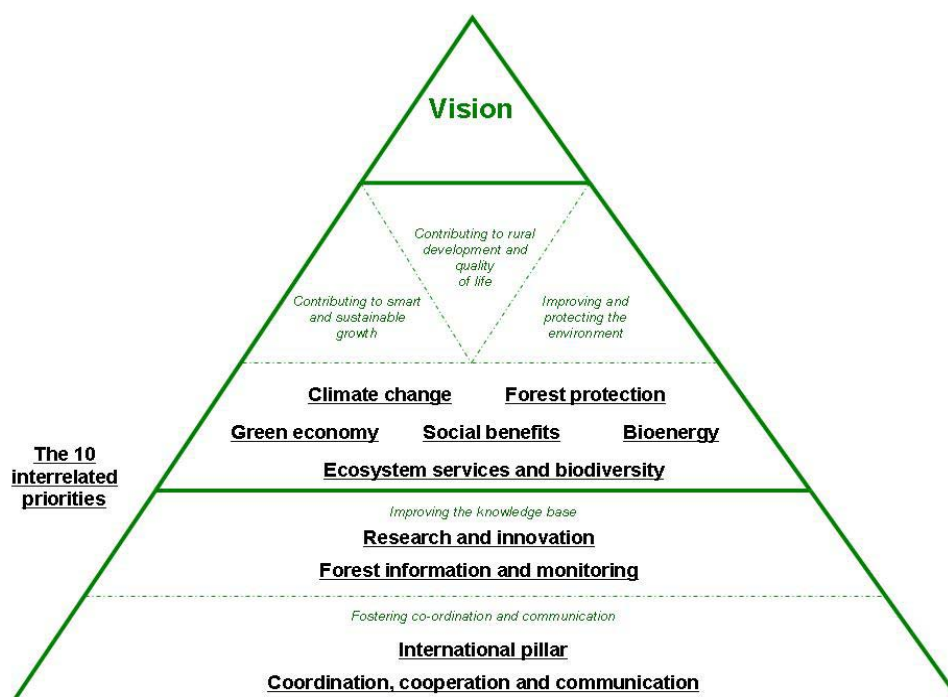 Vision
Contributing to rural
development and
quality
of life
Contributing to smart
and sustainable
growth
Improving and
protecting the
environment
Climate change
Forest protection
Green economy
Social benefits
Bioenergy
Ecosystem services and biodiversity
The 10
interrelated
priorities
Improving the knowledge base
Research and innovation
Forest information and monitoring
Fostering co-ordination and communication
International pillar
Coordination, cooperation and communication